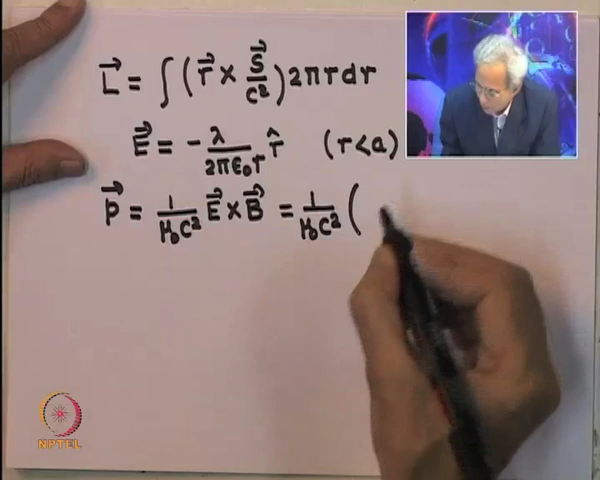 L⃗ = ∫ (r⃗ × S⃗/c²) 2πr dr
E⃗ = - λ/2πε₀r r̂ (r<a)
P⃗ = 1/μ₀c² E⃗ × B⃗ = 1/μ₀c² (
NPTEL